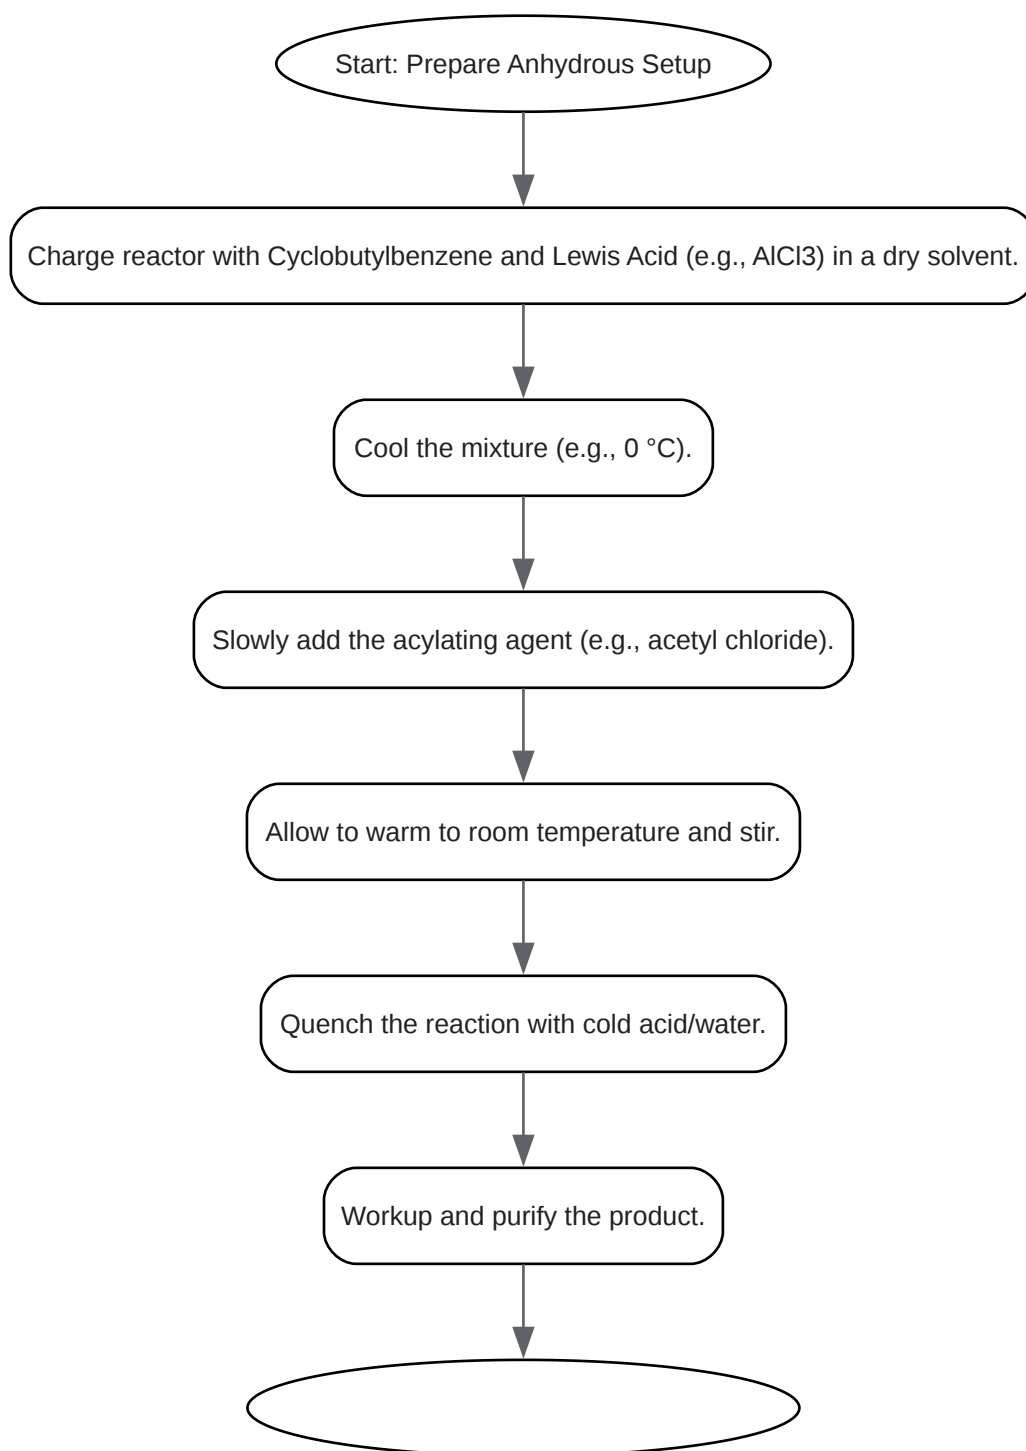 Start: Prepare Anhydrous Setup
Charge reactor with Cyclobutylbenzene and Lewis Acid (e.g., AlCl3) in a dry solvent.
Cool the mixture (e.g., 0 °C).
Slowly add the acylating agent (e.g., acetyl chloride).
Allow to warm to room temperature and stir.
Quench the reaction with cold acid/water.
Workup and purify the product.